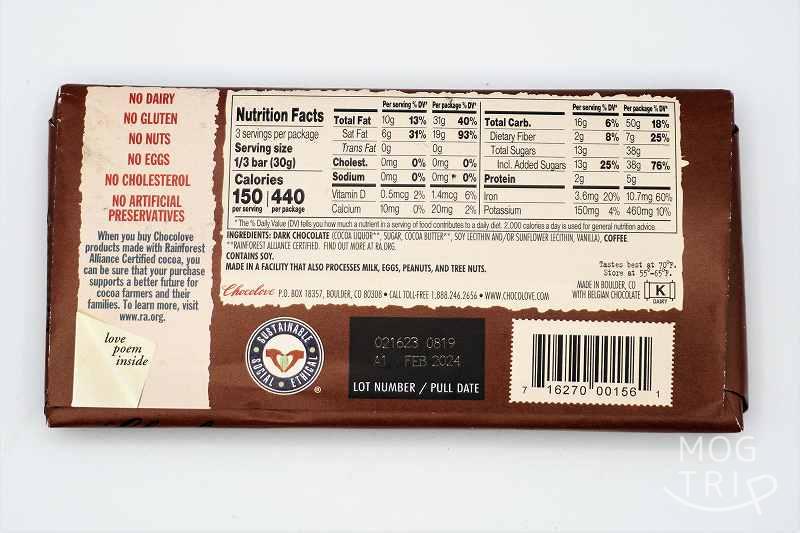 NO DAIRY
NO GLUTEN
NO NUTS
NO EGGS
NO CHOLESTEROL
NO ARTIFICIAL
PRESERVATIVES
When you buy Chocolove
products made with Rainforest
Alliance Certified cocoa, you
can be sure that your purchase
supports a better future for
cocoa farmers and their
families. To learn more, visit
www.ra.org.
love
poem
inside
Nutrition Facts
3 servings per package
Serving size
1/3 bar (30g)
Calories
150 440
per serving per package
Per serving % DV* Per package % DV*
Total Fat 10g 13% 31g 40%
Sat Fat 6g 31% 19g 93%
Trans Fat 0g 0g
Cholest. 0mg 0% 0mg 0%
Sodium 0mg 0% 0mg 0%
Vitamin D 0.5mcg 2% 1.4mcg 6%
Calcium 10mg 0% 20mg 2%
Per serving % DV* Per package % DV*
Total Carb. 16g 6% 50g 18%
Dietary Fiber 2g 8% 7g 25%
Total Sugars 13g 38g
Incl. Added Sugars 13g 25% 38g 76%
Protein 2g 5g
Iron 3.6mg 20% 10.7mg 60%
Potassium 150mg 4% 460mg 10%
*The % Daily Value (DV) tells you how much a nutrient in a serving of food contributes to a daily diet. 2,000 calories a day is used for general nutrition advice.
INGREDIENTS: DARK CHOCOLATE (COCOA LIQUOR**, SUGAR, COCOA BUTTER**, SOY LECITHIN AND/OR SUNFLOWER LECITHIN, VANILLA), COFFEE.
**RAINFOREST ALLIANCE CERTIFIED. FIND OUT MORE AT RA.ORG.
CONTAINS SOY.
MADE IN A FACILITY THAT ALSO PROCESSES MILK, EGGS, PEANUTS, AND TREE NUTS.
Tastes best at 70°F.
Store at 55-65°F.
Chocolove P.O. BOX 18357, BOULDER, CO 80308 • CALL TOLL-FREE 1.888.246.2656 • WWW.CHOCOLOVE.COM
MADE IN BOULDER, CO
WITH BELGIAN CHOCOLATE
K
DAIRY
SUSTAINABLE
SOCIAL • ETHICAL
®
021623 0819
A1 FEB 2024
LOT NUMBER / PULL DATE
7 16270 00156 1
MOG
TRIP